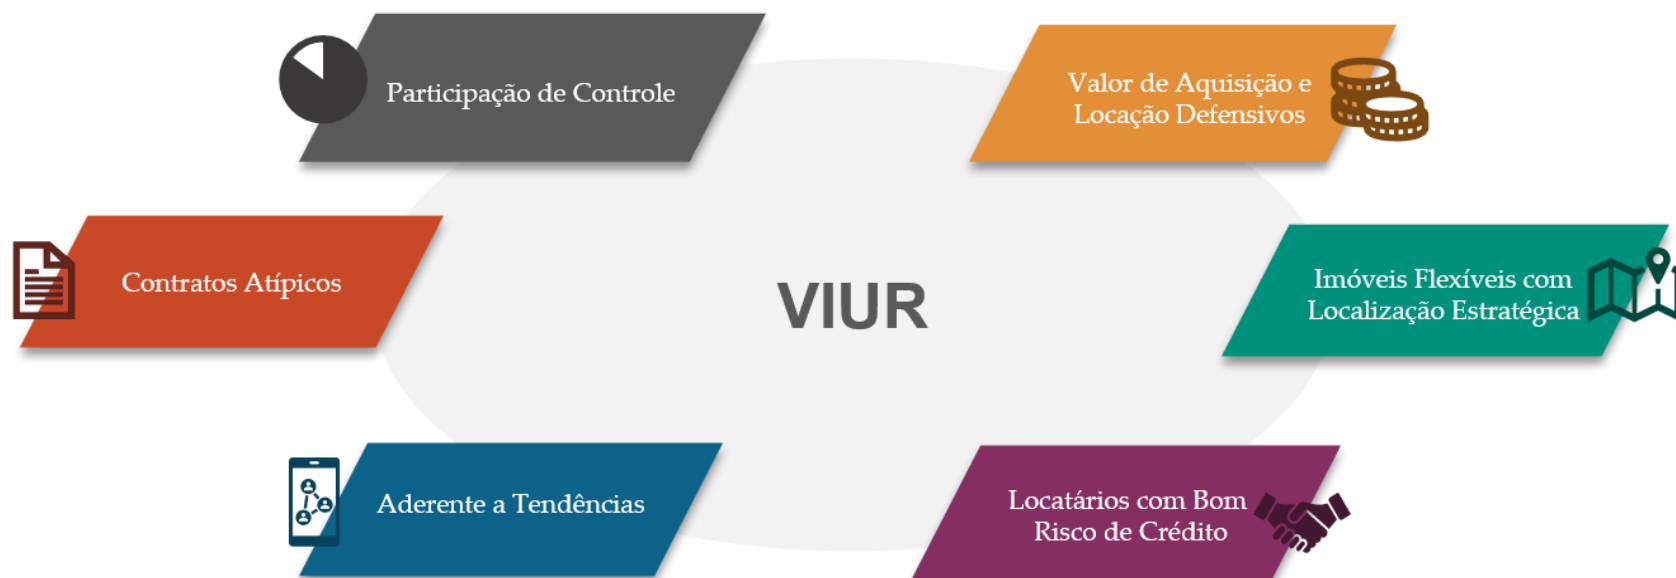 Participação de Controle
Valor de Aquisição e
Locação Defensivos
Contratos Atípicos
VIUR
Imóveis Flexíveis com
Localização Estratégica
Aderente a Tendências
Locatários com Bom
Risco de Crédito